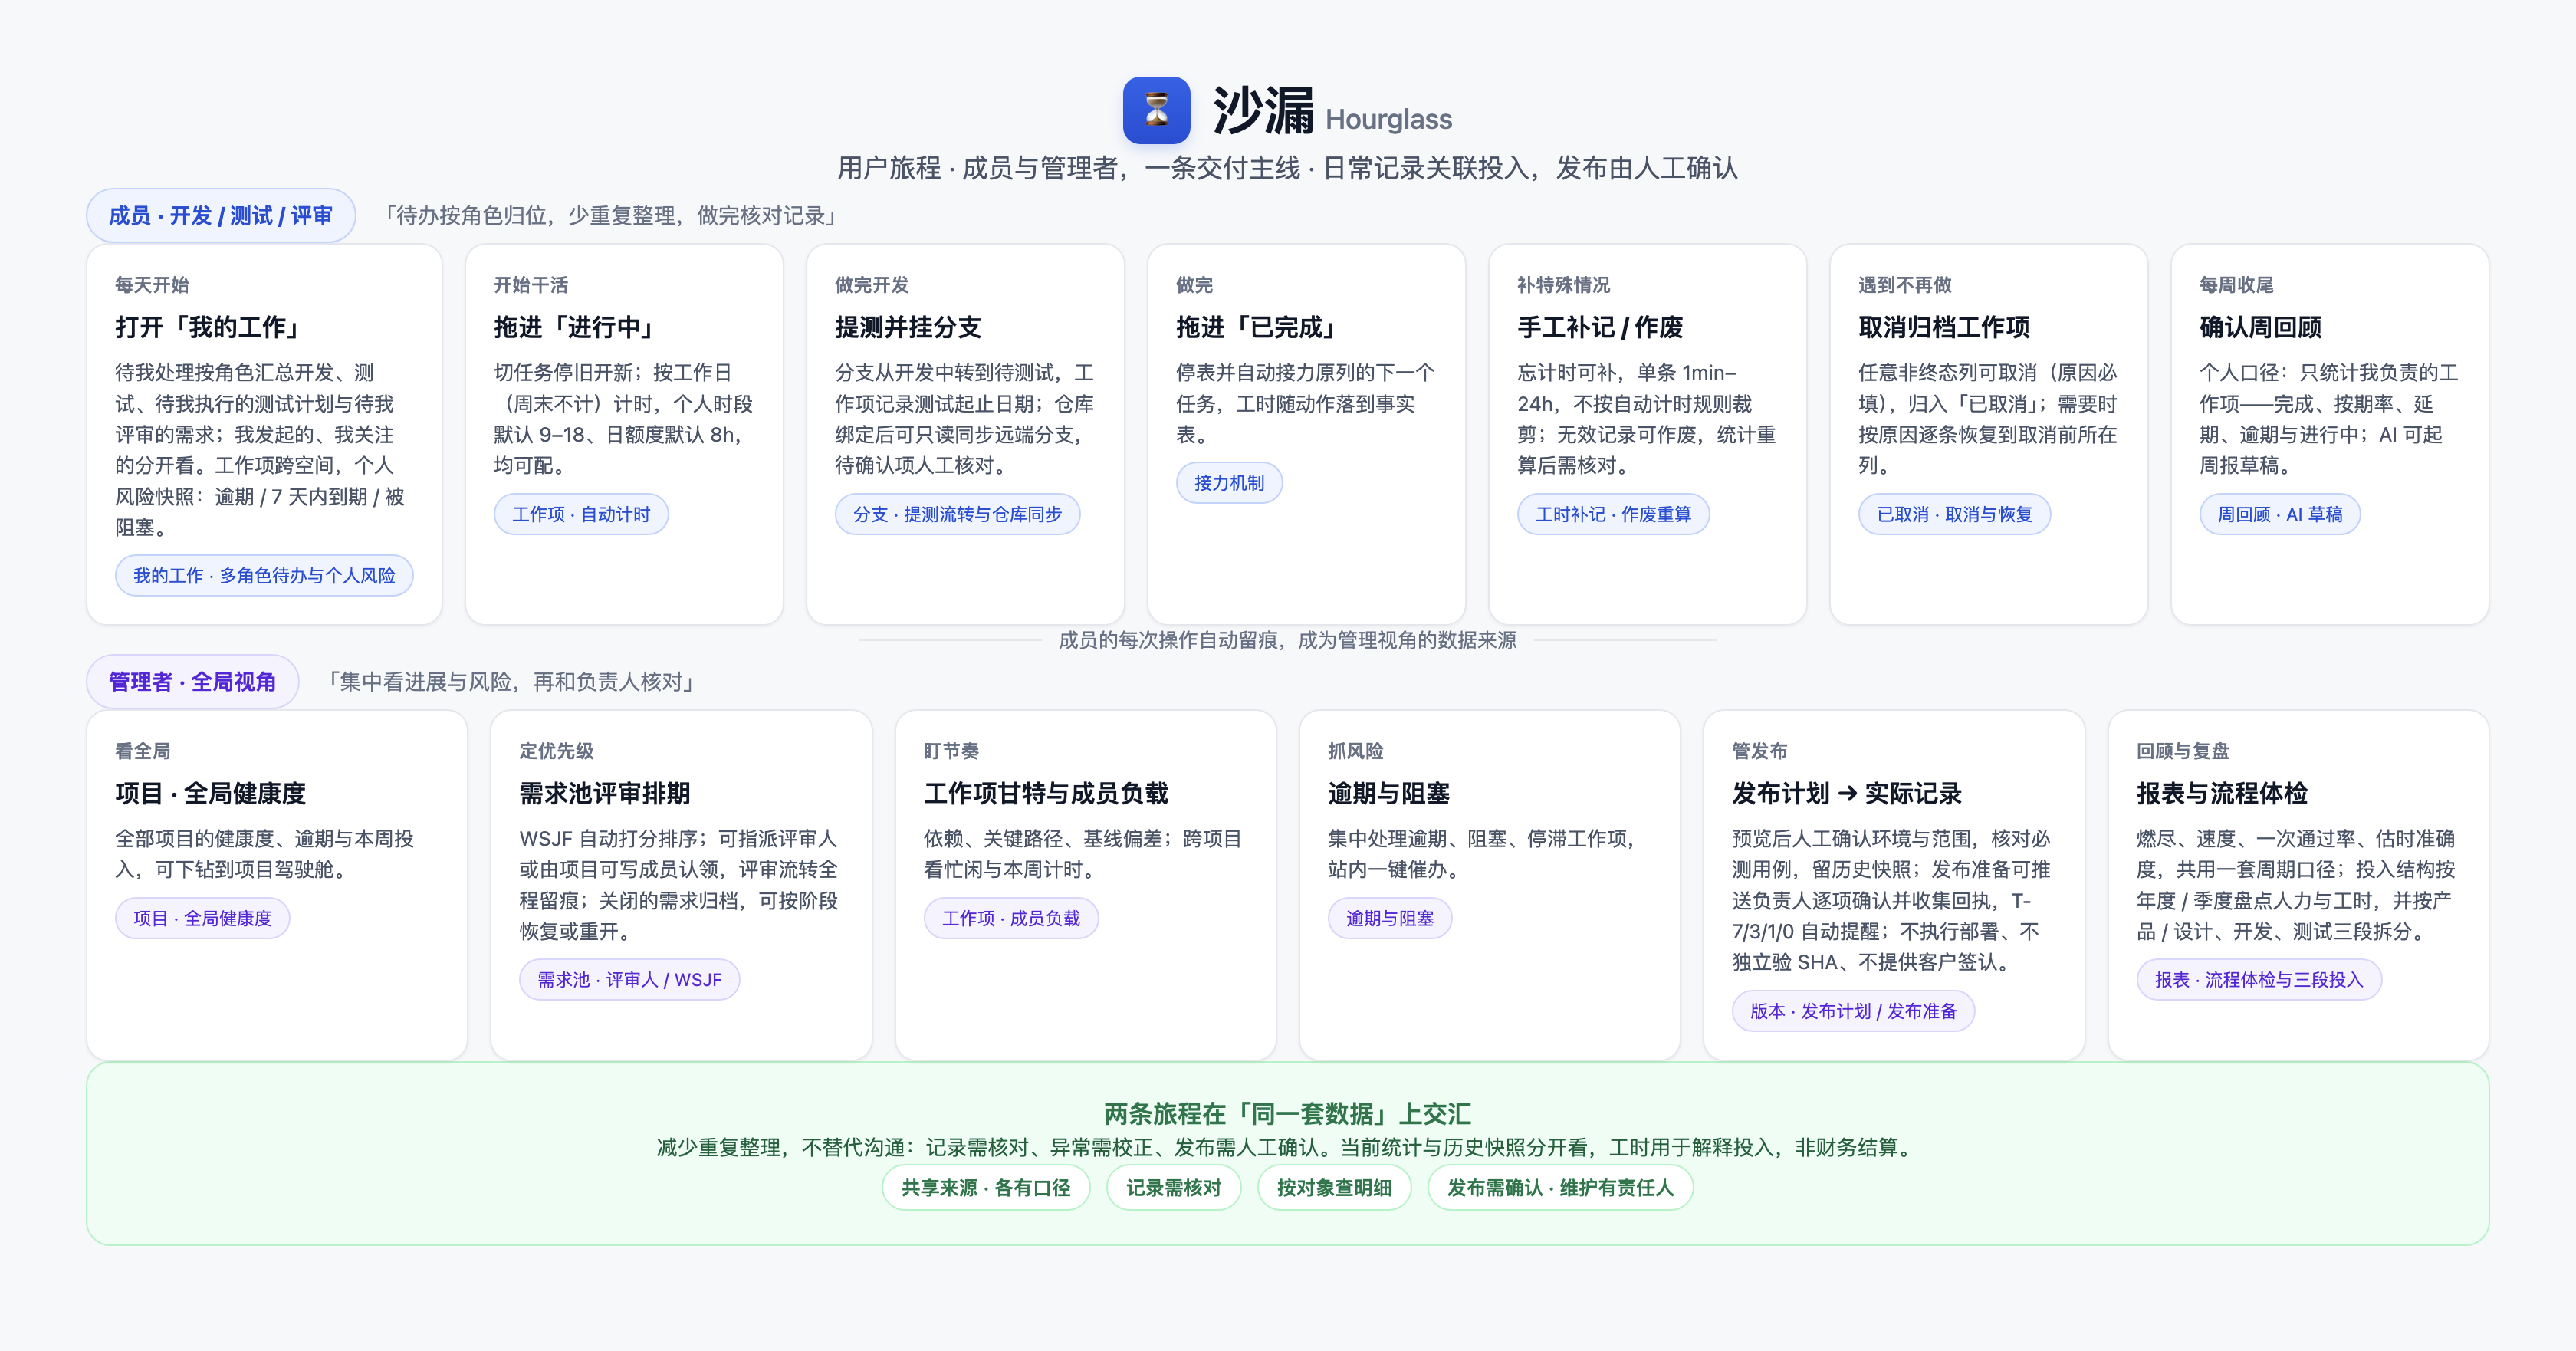 沙漏 Hourglass
用户旅程 · 成员与管理者，一条交付主线 · 日常记录关联投入，发布由人工确认
成员 · 开发 / 测试 / 评审
「待办按角色归位，少重复整理，做完核对记录」
每天开始
打开「我的工作」
待我处理按角色汇总开发、测
试、待我执行的测试计划与待我
评审的需求；我发起的、我关注
的分开看。工作项跨空间，个人
风险快照：逾期 / 7 天内到期 / 被
阻塞。
我的工作 · 多角色待办与个人风险
开始干活
拖进「进行中」
切任务停旧开新；按工作日
（周末不计）计时，个人时段
默认 9–18、日额度默认 8h，
均可配。
工作项 · 自动计时
做完开发
提测并挂分支
分支从开发中转到待测试，工
作项记录测试起止日期；仓库
绑定后可只读同步远端分支，
待确认项人工核对。
分支 · 提测流转与仓库同步
做完
拖进「已完成」
停表并自动接力原列的下一个
任务，工时随动作落到事实
表。
接力机制
补特殊情况
手工补记 / 作废
忘计时可补，单条 1min–
24h，不按自动计时规则裁
剪；无效记录可作废，统计重
算后需核对。
工时补记 · 作废重算
遇到不再做
取消归档工作项
任意非终态列可取消（原因必
填），归入「已取消」；需要时
按原因逐条恢复到取消前所在
列。
已取消 · 取消与恢复
每周收尾
确认周回顾
个人口径：只统计我负责的工
作项——完成、按期率、延
期、逾期与进行中；AI 可起
周报草稿。
周回顾 · AI 草稿
成员的每次操作自动留痕，成为管理视角的数据来源
管理者 · 全局视角
「集中看进展与风险，再和负责人核对」
看全局
项目 · 全局健康度
全部项目的健康度、逾期与本周投
入，可下钻到项目驾驶舱。
项目 · 全局健康度
定优先级
需求池评审排期
WSJF 自动打分排序；可指派评审人
或由项目可写成员认领，评审流转全
程留痕；关闭的需求归档，可按阶段
恢复或重开。
需求池 · 评审人 / WSJF
盯节奏
工作项甘特与成员负载
依赖、关键路径、基线偏差；跨项目
看忙闲与本周计时。
工作项 · 成员负载
抓风险
逾期与阻塞
集中处理逾期、阻塞、停滞工作项，
站内一键催办。
逾期与阻塞
管发布
发布计划 → 实际记录
预览后人工确认环境与范围，核对必
测用例，留历史快照；发布准备可推
送负责人逐项确认并收集回执，T-
7/3/1/0 自动提醒；不执行部署、不
独立验 SHA、不提供客户签认。
版本 · 发布计划 / 发布准备
回顾与复盘
报表与流程体检
燃尽、速度、一次通过率、估时准确
度，共用一套周期口径；投入结构按
年度 / 季度盘点人力与工时，并按产
品 / 设计、开发、测试三段拆分。
报表 · 流程体检与三段投入
两条旅程在「同一套数据」上交汇
减少重复整理，不替代沟通：记录需核对、异常需校正、发布需人工确认。当前统计与历史快照分开看，工时用于解释投入，非财务结算。
共享来源 · 各有口径
记录需核对
按对象查明细
发布需确认 · 维护有责任人